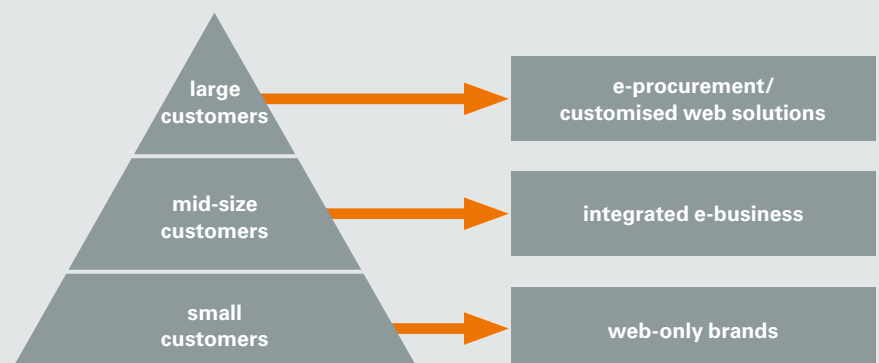 large
customers
e-procurement/
customised web solutions
mid-size
customers
integrated e-business
small
customers
web-only brands